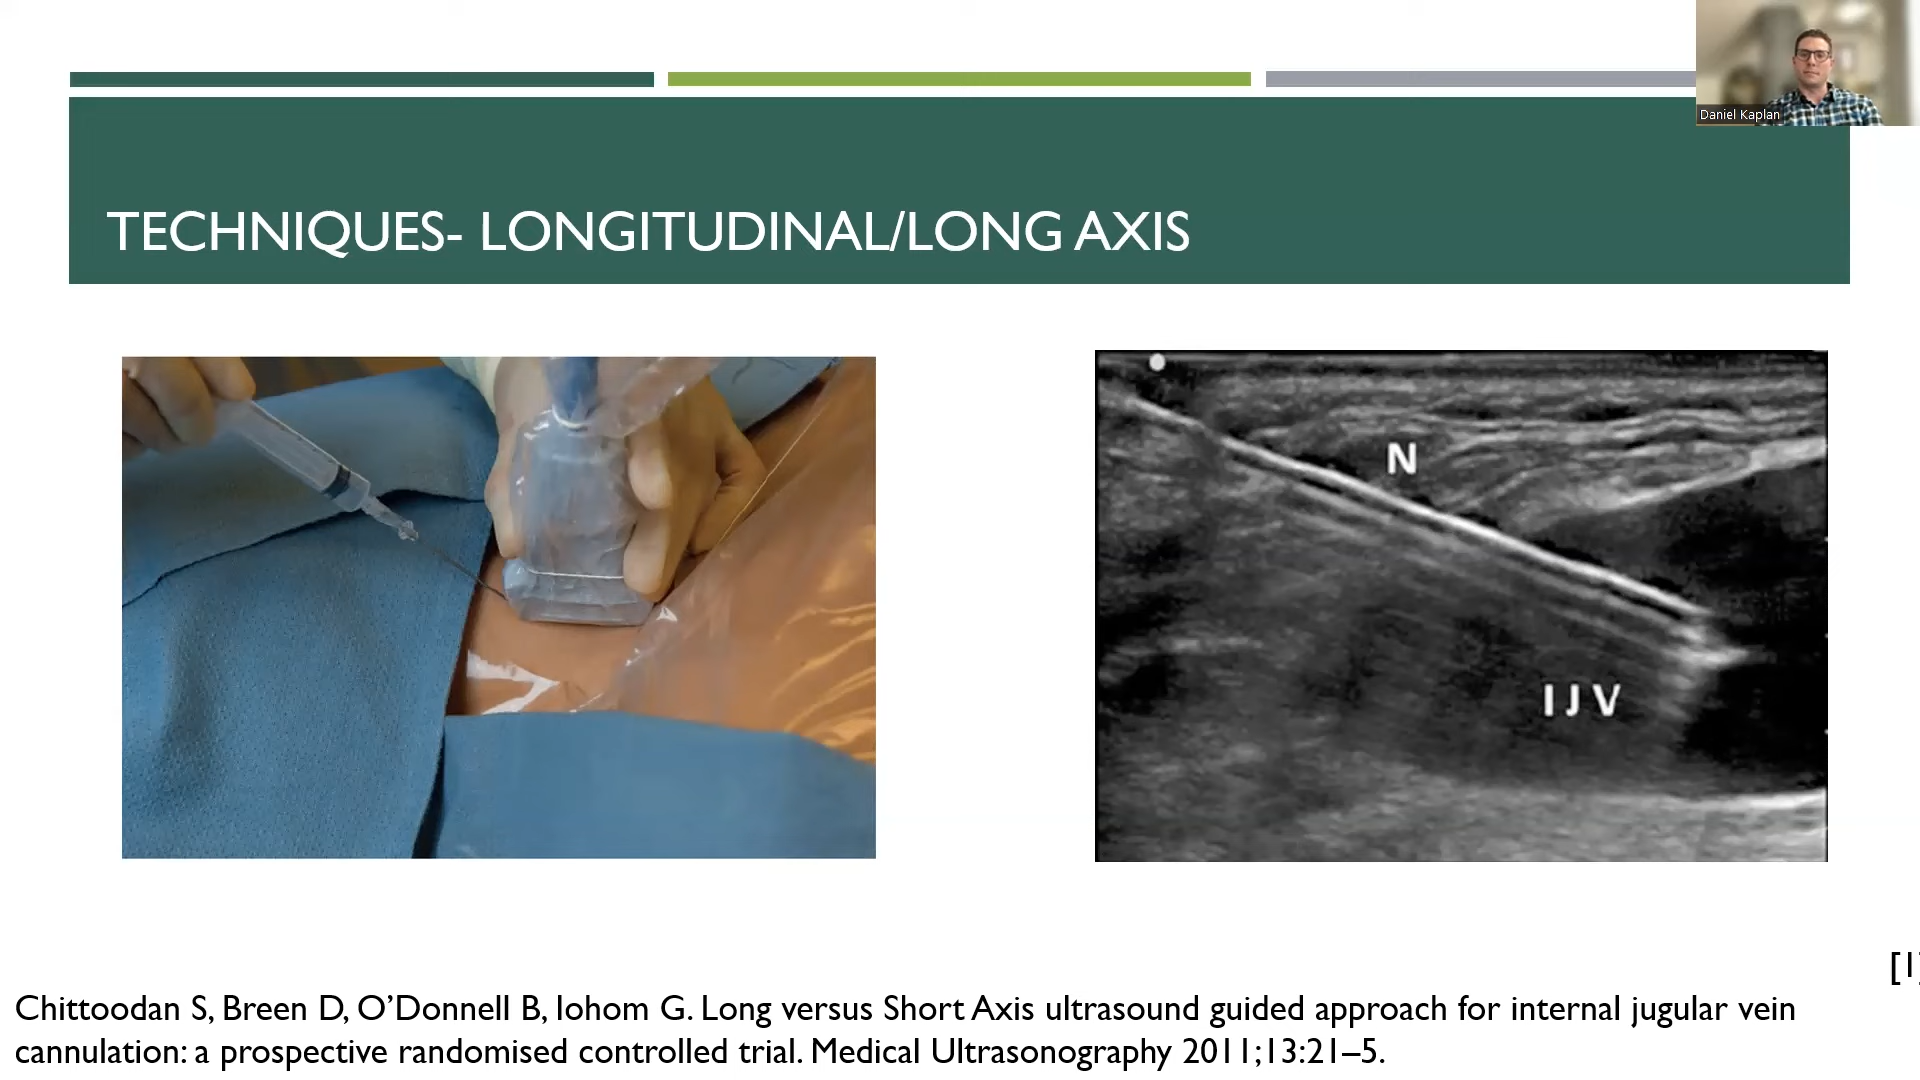 Daniel Kaplan
TECHNIQUES- LONGITUDINAL/LONG AXIS
N
IJV
[1]
Chittoodan S, Breen D, O’Donnell B, Iohom G. Long versus Short Axis ultrasound guided approach for internal jugular vein
cannulation: a prospective randomised controlled trial. Medical Ultrasonography 2011;13:21–5.